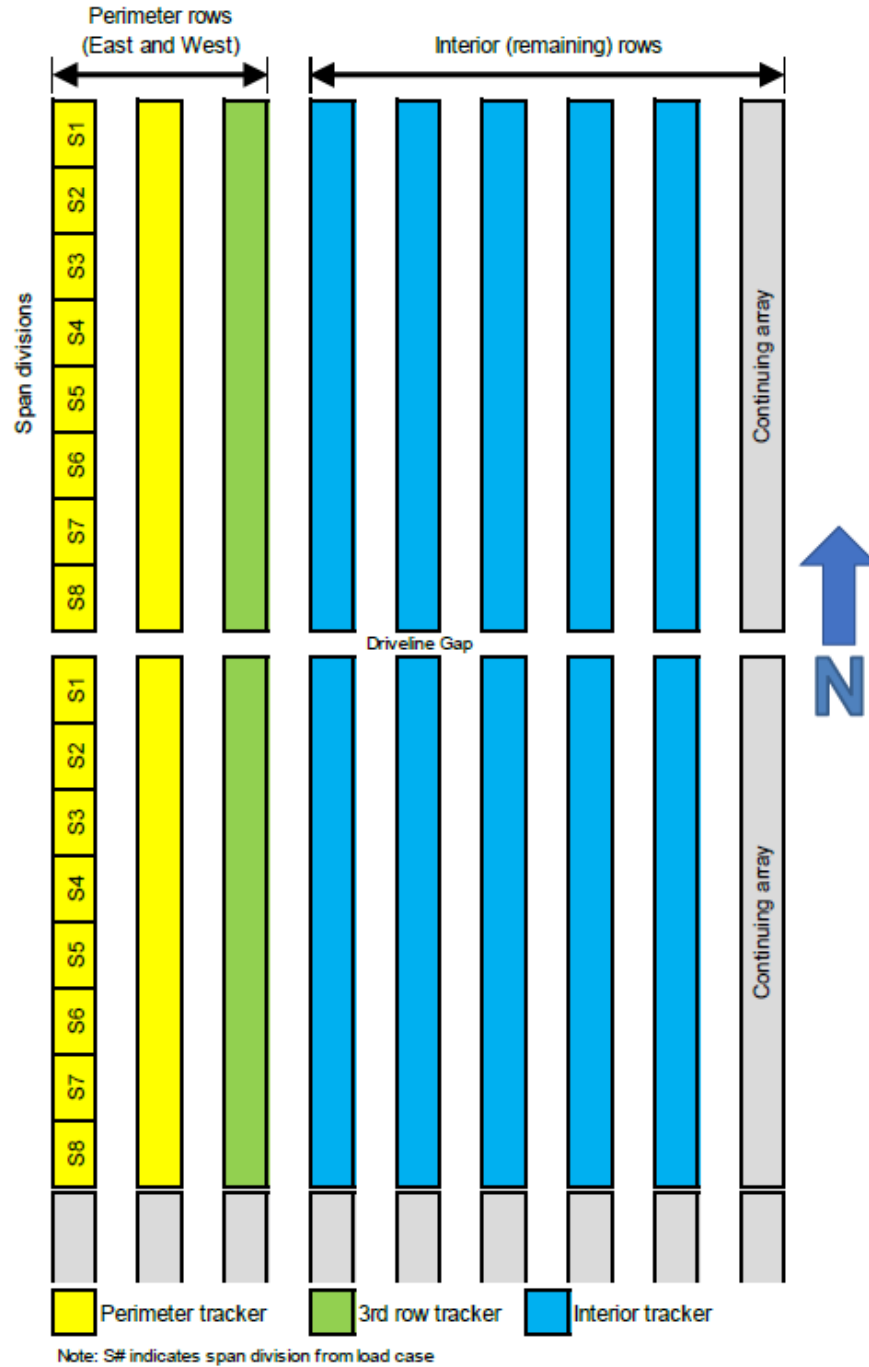 Perimeter rows
(East and West)
Interior (remaining) rows
Span divisions
S1
S2
S3
S4
S5
S6
S7
S8
Continuing array
N
Driveline Gap
S1
S2
S3
S4
S5
S6
S7
S8
Continuing array
Perimeter tracker
3rd row tracker
Interior tracker
Note: S# indicates span division from load case